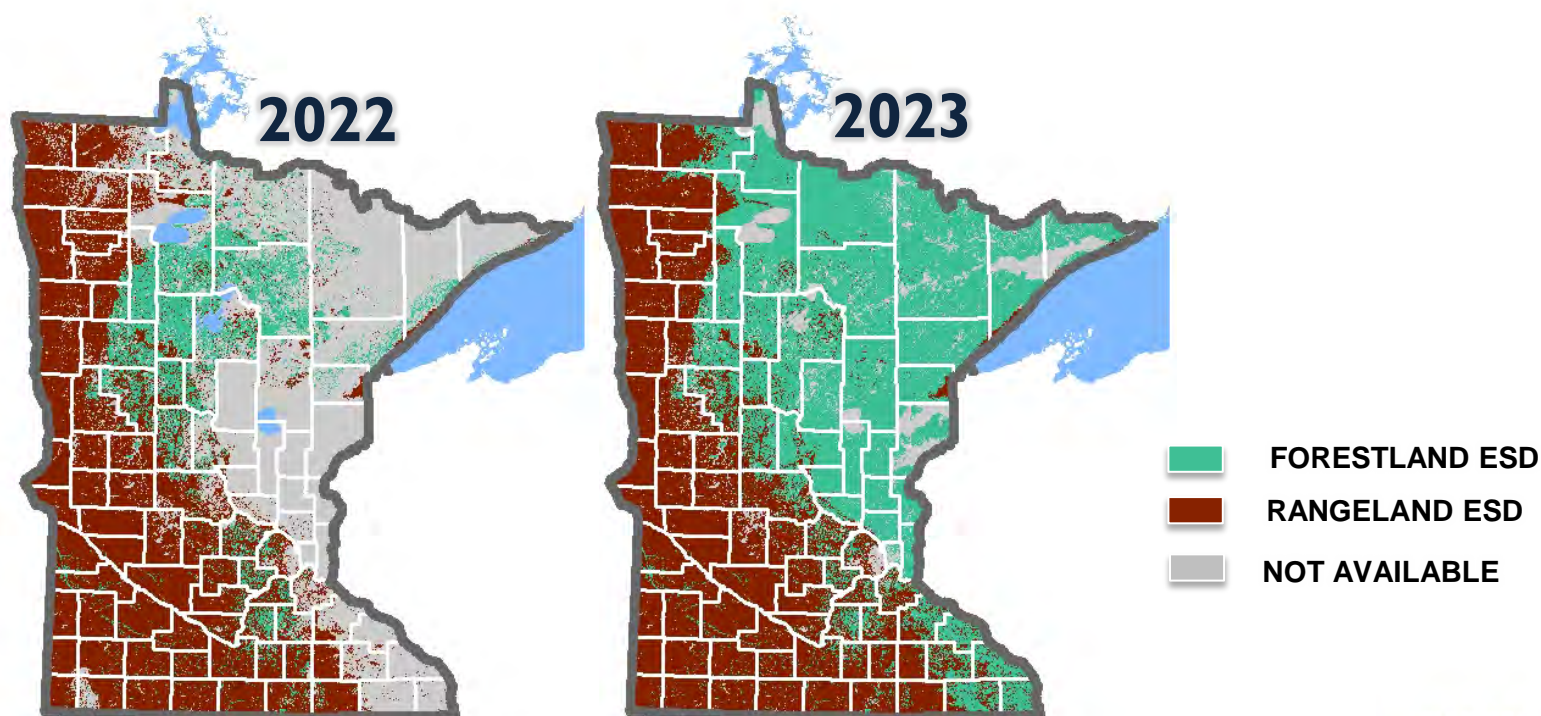 2022
2023
FORESTLAND ESD
RANGELAND ESD
NOT AVAILABLE